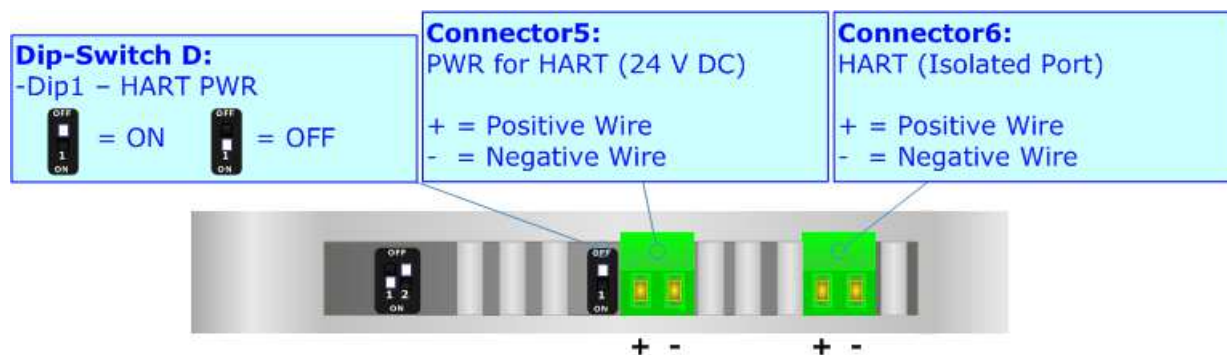 Dip-Switch D:
-Dip1 – HART PWR
OFF
1
ON
= ON
OFF
1
ON
= OFF
Connector5:
PWR for HART (24 V DC)
+ = Positive Wire
- = Negative Wire
Connector6:
HART (Isolated Port)
+ = Positive Wire
- = Negative Wire
OFF
1 2
ON
OFF
1
ON
+ -
+ -